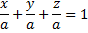 x/a + y/a + z/a = 1